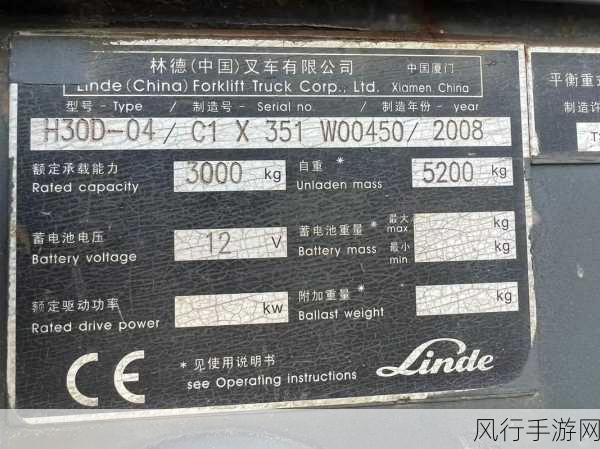 林德(中国)叉车有限公司 中国厦门
Linde(China)Forklift Truck Corp., Ltd. Xiamen China
型号-Type / 制造号-Serial no. / 制造年份-year
H30D-04/ C1 X 351 W00450/ 2008
额定承载能力 3000 kg 自重 * 5200 kg
Rated capacity Unladen mass
蓄电池电压 12 V 蓄电池重量 * 最大 kg
Battery voltage Battery mass max
最小 kg
min
额定驱动功率 kw 附加重量 * kg
Rated drive power Ballast weight
CE * 见使用说明书 Linde
see Operating instructions
平衡重式
制造许
风行手游网